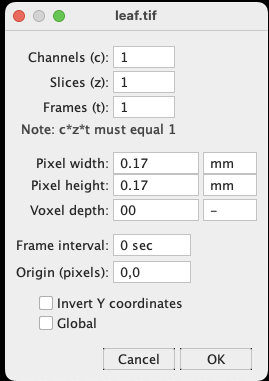 leaf.tif
Channels (c): 1
Slices (z): 1
Frames (t): 1
Note: c*z*t must equal 1
Pixel width: 0.17 mm
Pixel height: 0.17 mm
Voxel depth: 00 –
Frame interval: 0 sec
Origin (pixels): 0,0
Invert Y coordinates
Global
Cancel OK